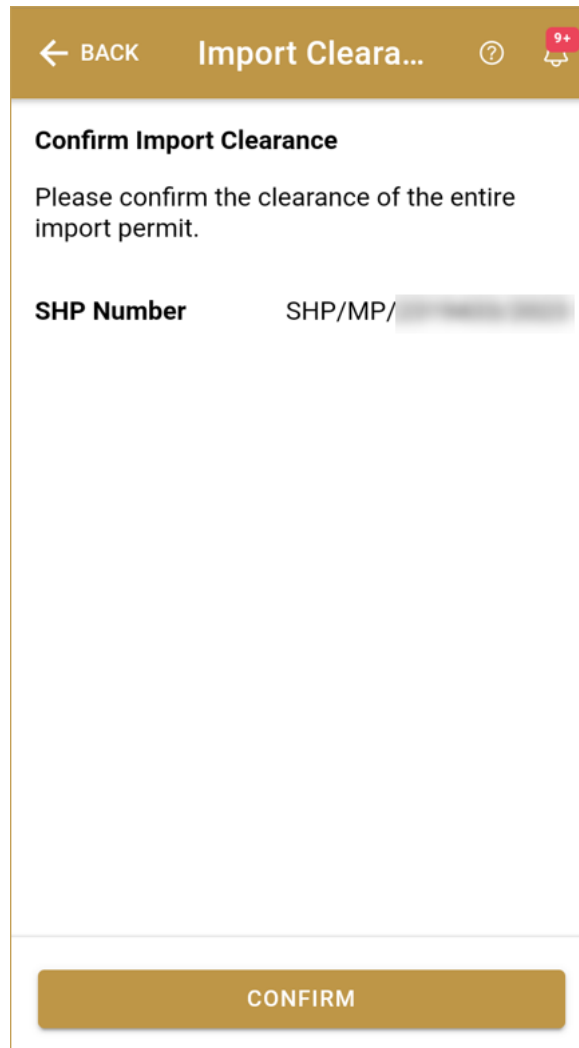 BACK
Import Cleara...
9+
Confirm Import Clearance
Please confirm the clearance of the entire
import permit.
SHP Number SHP/MP/
CONFIRM